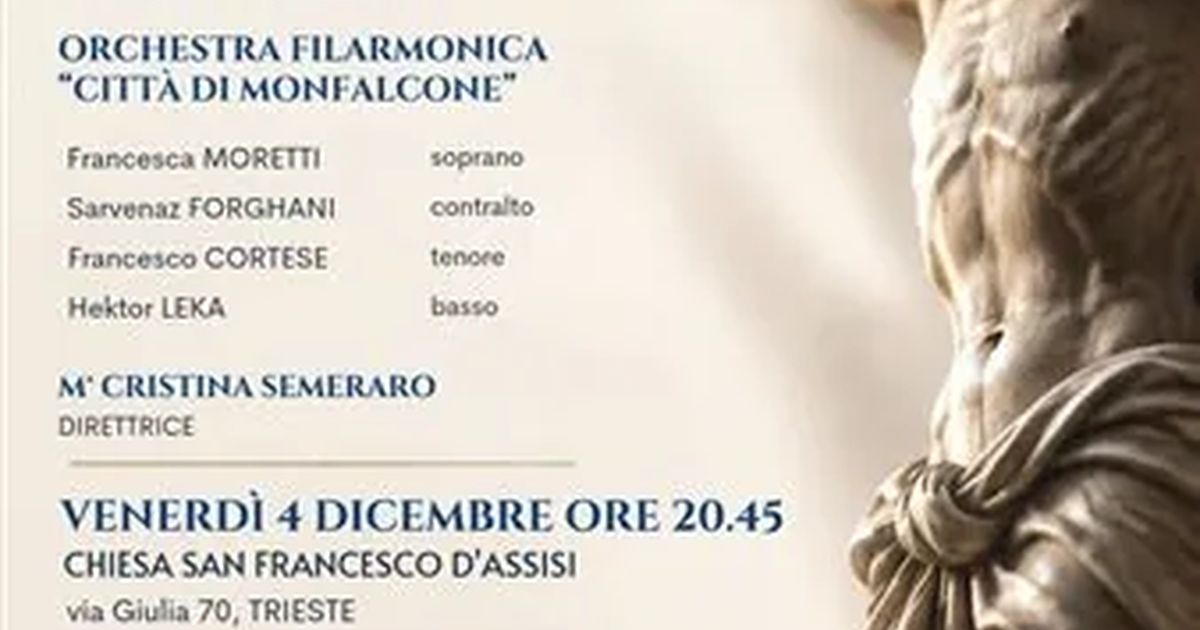 ORCHESTRA FILARMONICA
“CITTÀ DI MONFALCONE”
Francesca MORETTI soprano
Sarvenaz FORGHANI contralto
Francesco CORTESE tenore
Hektor LEKA basso
M° CRISTINA SEMERARO
DIRETTRICE
VENERDÌ 4 DICEMBRE ORE 20.45
CHIESA SAN FRANCESCO D'ASSISI
via Giulia 70, TRIESTE